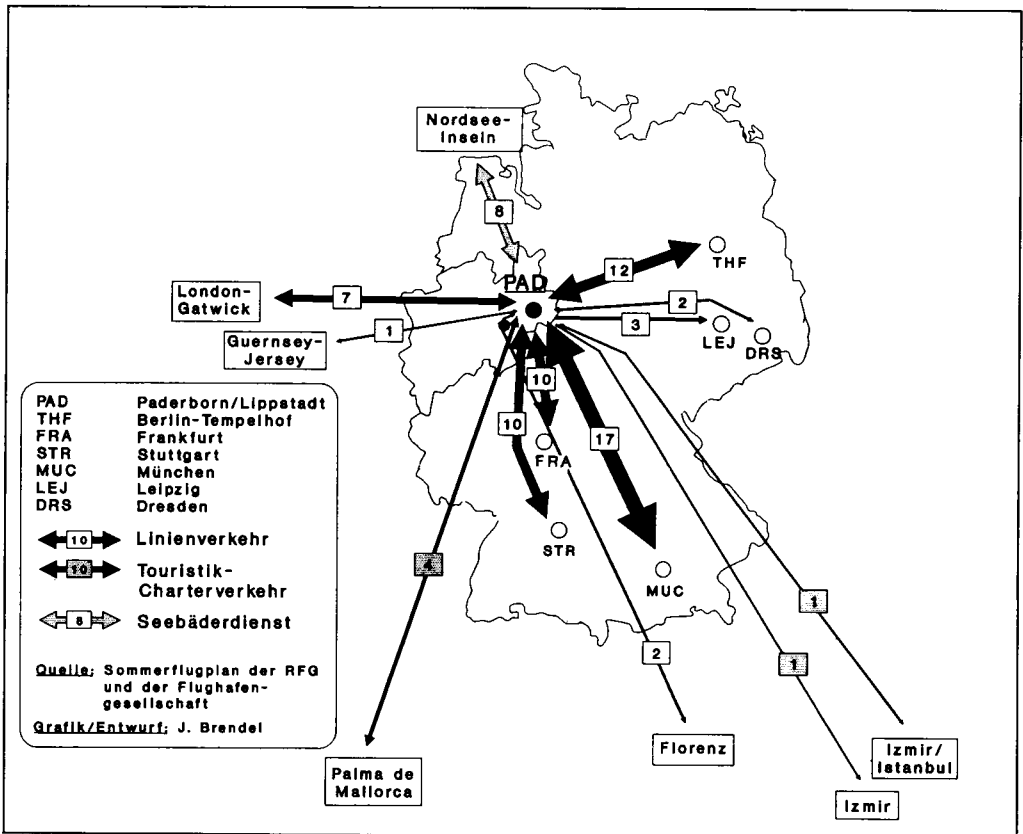 Nordsee-
Inseln
8
12
THF
PAD
London-
Gatwick
7
2
1
3
LEJ
DRS
Guernsey-
Jersey
10
10
17
FRA
STR
MUC
PAD Paderborn/Lippstadt
THF Berlin-Tempelhof
FRA Frankfurt
STR Stuttgart
MUC München
LEJ Leipzig
DRS Dresden
10 Linienverkehr
10 Touristik-
Charterverkehr
8 Seebäderdienst
Quelle: Sommerflugplan der RFG
und der Flughafen-
gesellschaft
Grafik/Entwurf: J. Brendel
4
1
2
1
Palma de
Mallorca
Florenz
Izmir/
Istanbul
Izmir